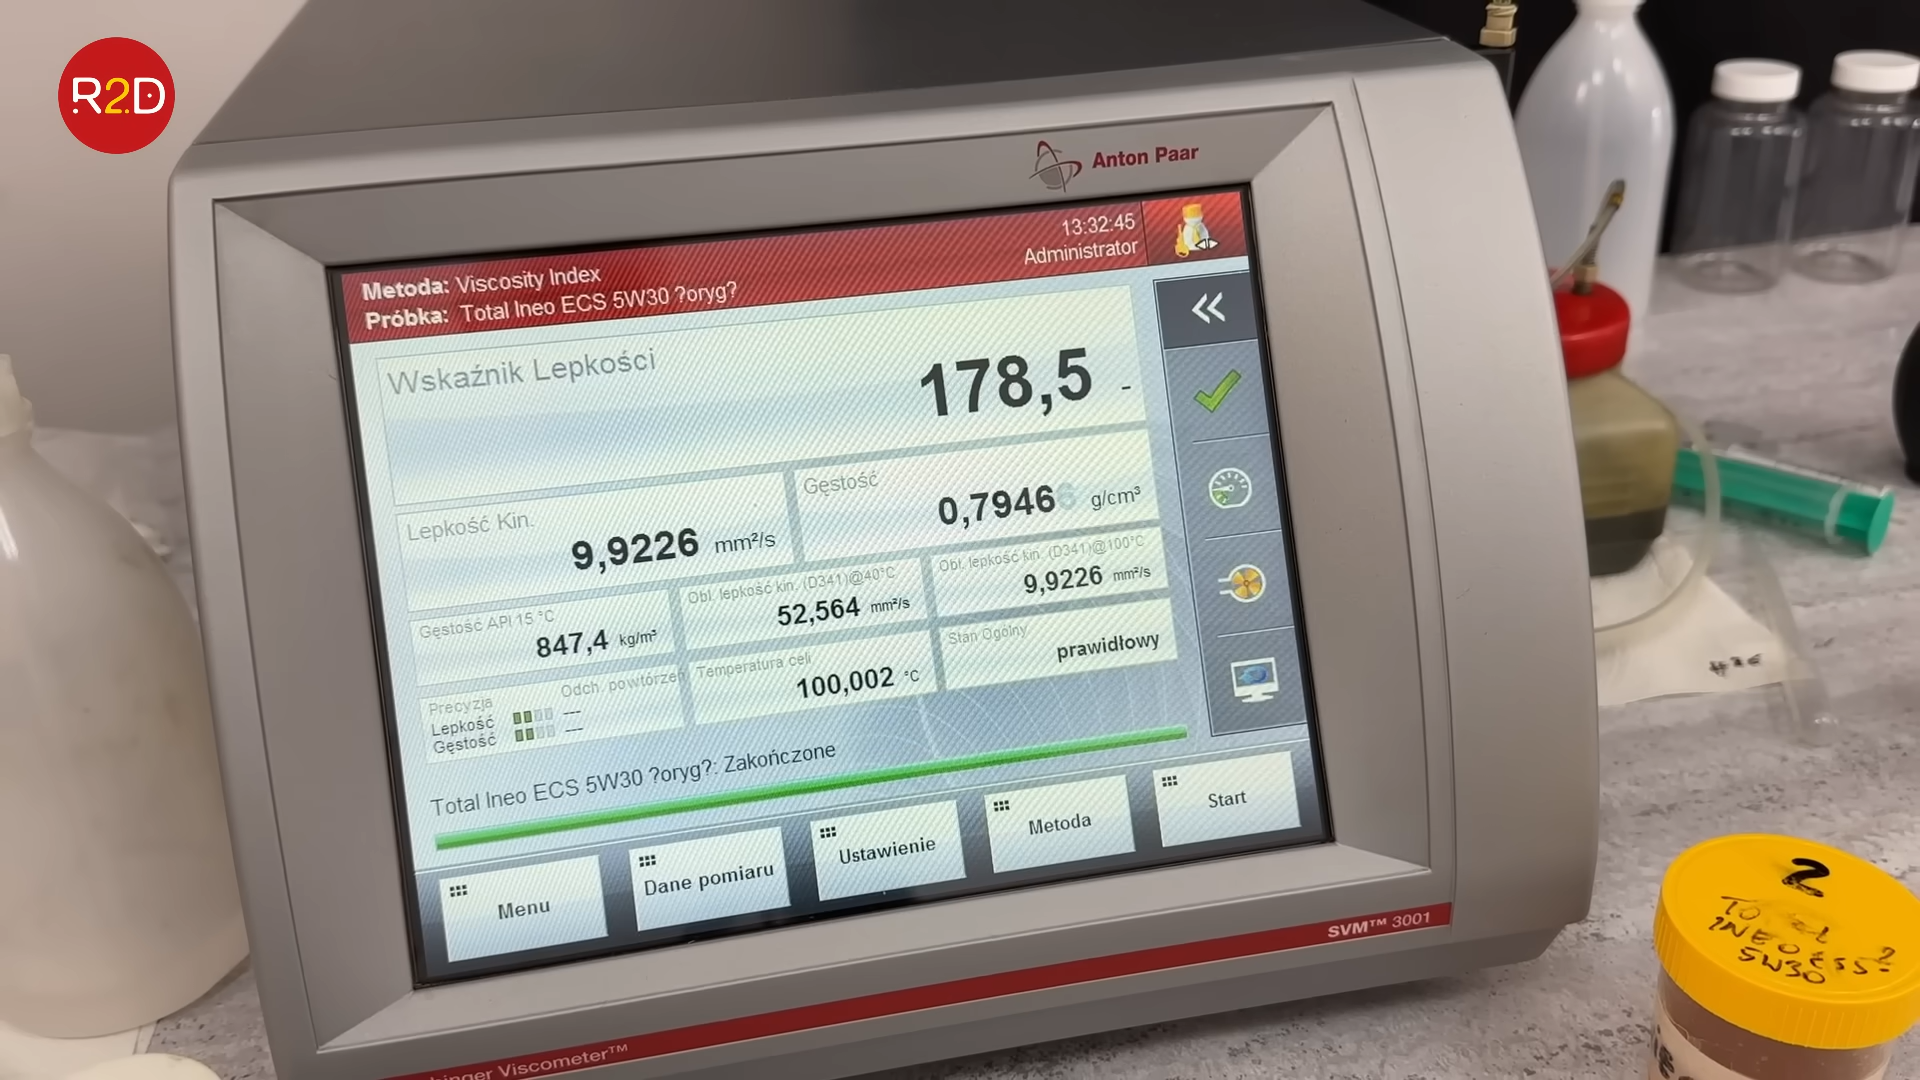 R2D
Anton Paar
13:32:45
Administrator
Metoda: Viscosity Index
Próbka: Total Ineo ECS 5W30 ?oryg?
Wskaźnik Lepkości
178,5 -
Lepkość Kin.
9,9226 mm²/s
Gęstość
0,7946 g/cm³
Gęstość API 15 °C
847,4 kg/m³
Obl. lepkość kin. (D341)@40°C
52,564 mm²/s
Obl. lepkość kin. (D341)@100°C
9,9226 mm²/s
Precyzja
Odch. powtórzeń
Lepkość ---
Gęstość ---
Temperatura celi
100,002 °C
Stan Ogólny
prawidłowy
Total Ineo ECS 5W30 ?oryg?: Zakończone
Menu
Dane pomiaru
Ustawienie
Metoda
Start
SVM™ 3001
Viscometer™
2
INEO
5W30